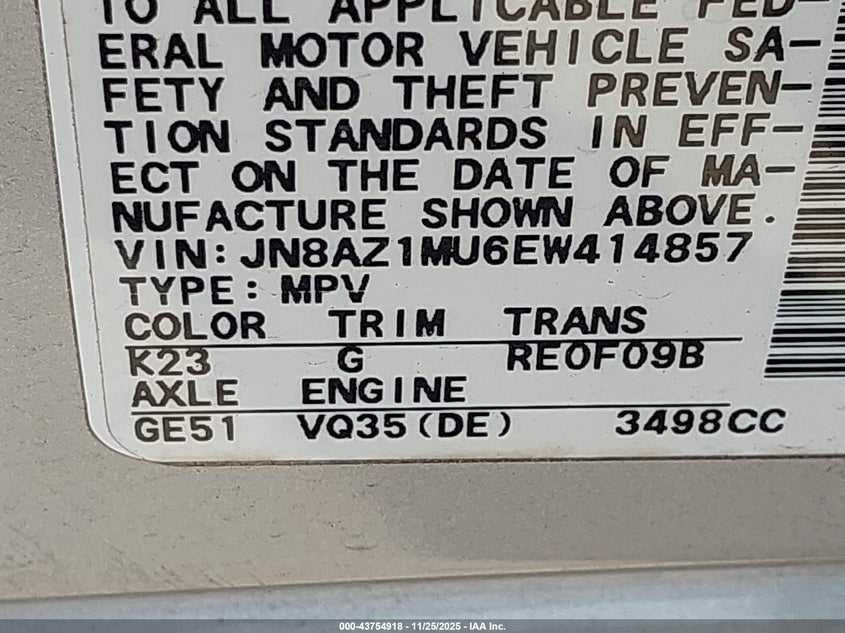 TO ALL APPLICABLE FED-
ERAL MOTOR VEHICLE SA-
FETY AND THEFT PREVEN-
TION STANDARDS IN EFF-
ECT ON THE DATE OF MA-
NUFACTURE SHOWN ABOVE.
VIN:JN8AZ1MU6EW414857
TYPE:MPV
COLOR TRIM TRANS
K23 G RE0F09B
AXLE ENGINE
GE51 VQ35(DE) 3498CC
000-43754918 - 11/25/2025 - IAA Inc.